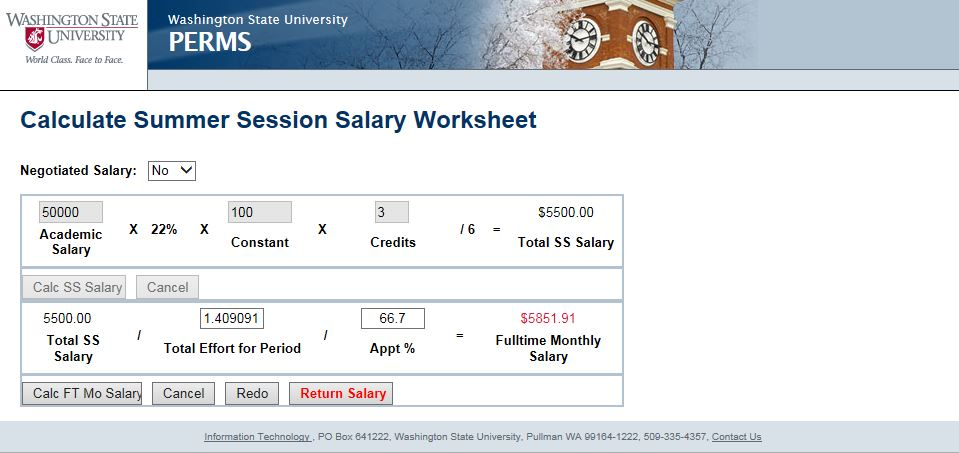 WASHINGTON STATE
UNIVERSITY
World Class. Face to Face.
Washington State University
PERMS
Calculate Summer Session Salary Worksheet
Negotiated Salary: No
50000 X 22% X 100 X 3 / 6 = $5500.00
Academic Salary Constant Credits Total SS Salary
Calc SS Salary Cancel
5500.00 / 1.409091 / 66.7 = $5851.91
Total SS Salary Total Effort for Period Appt % Fulltime Monthly Salary
Calc FT Mo Salary Cancel Redo Return Salary
Information Technology , PO Box 641222, Washington State University, Pullman WA 99164-1222, 509-335-4357, Contact Us